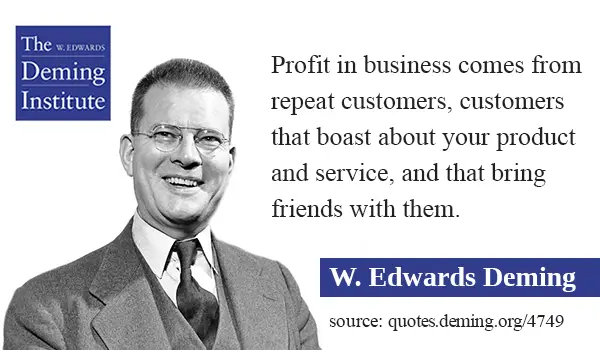 The W. EDWARDS
Deming
Institute
Profit in business comes from
repeat customers, customers
that boast about your product
and service, and that bring
friends with them.
W. Edwards Deming
source: quotes.deming.org/4749